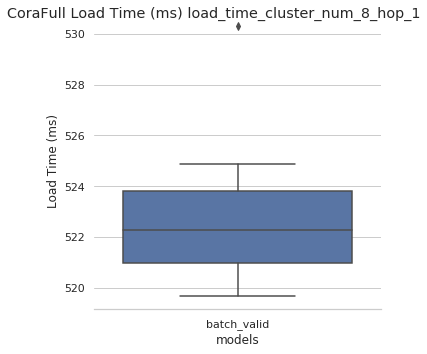 CoraFull Load Time (ms) load_time_cluster_num_8_hop_1
530
528
526
524
522
520
Load Time (ms)
batch_valid
models